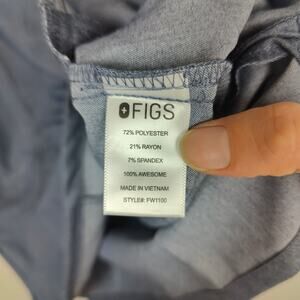 FIGS
72% POLYESTER
21% RAYON
7% SPANDEX
100% AWESOME
MADE IN VIETNAM
STYLE#: FW1100